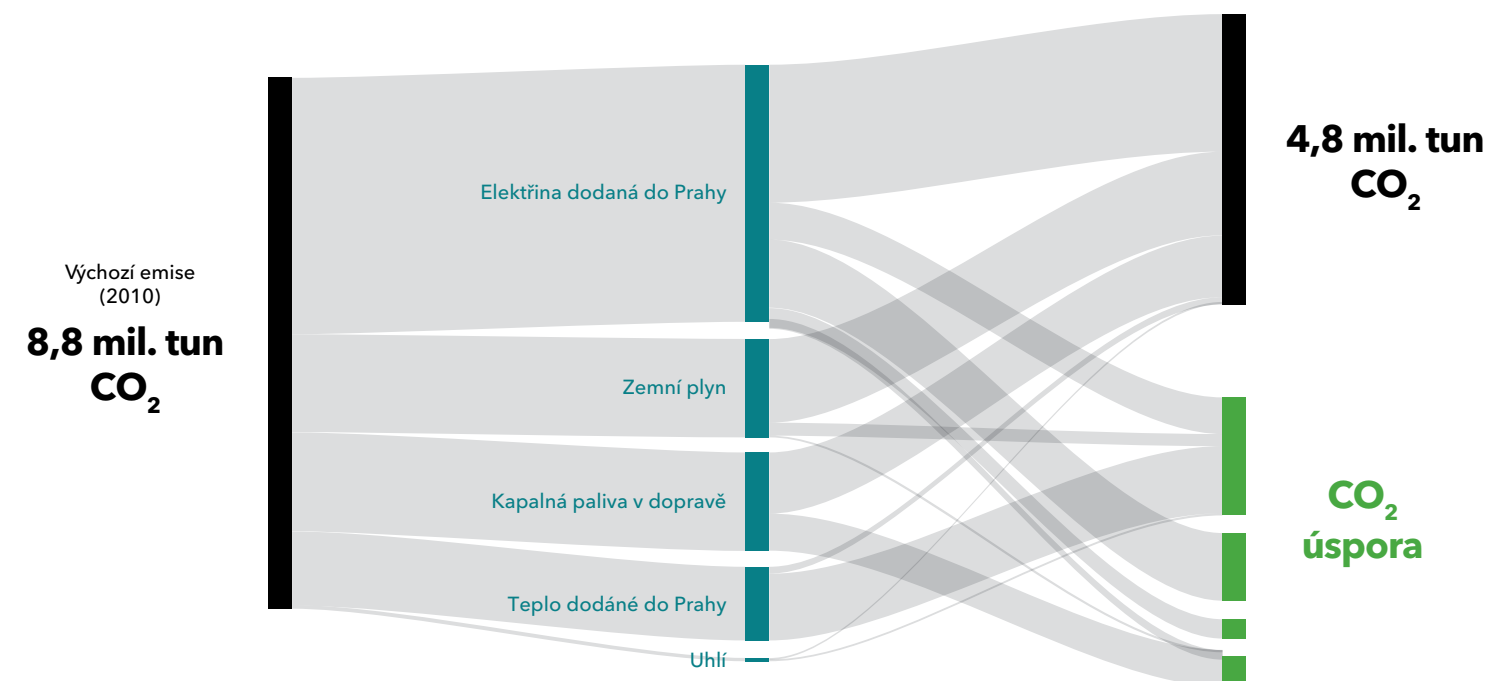 Výchozí emise
(2010)
8,8 mil. tun
CO₂
Elektřina dodaná do Prahy
Zemní plyn
Kapalná paliva v dopravě
Teplo dodáné do Prahy
Uhlí
4,8 mil. tun
CO₂
CO₂
úspora